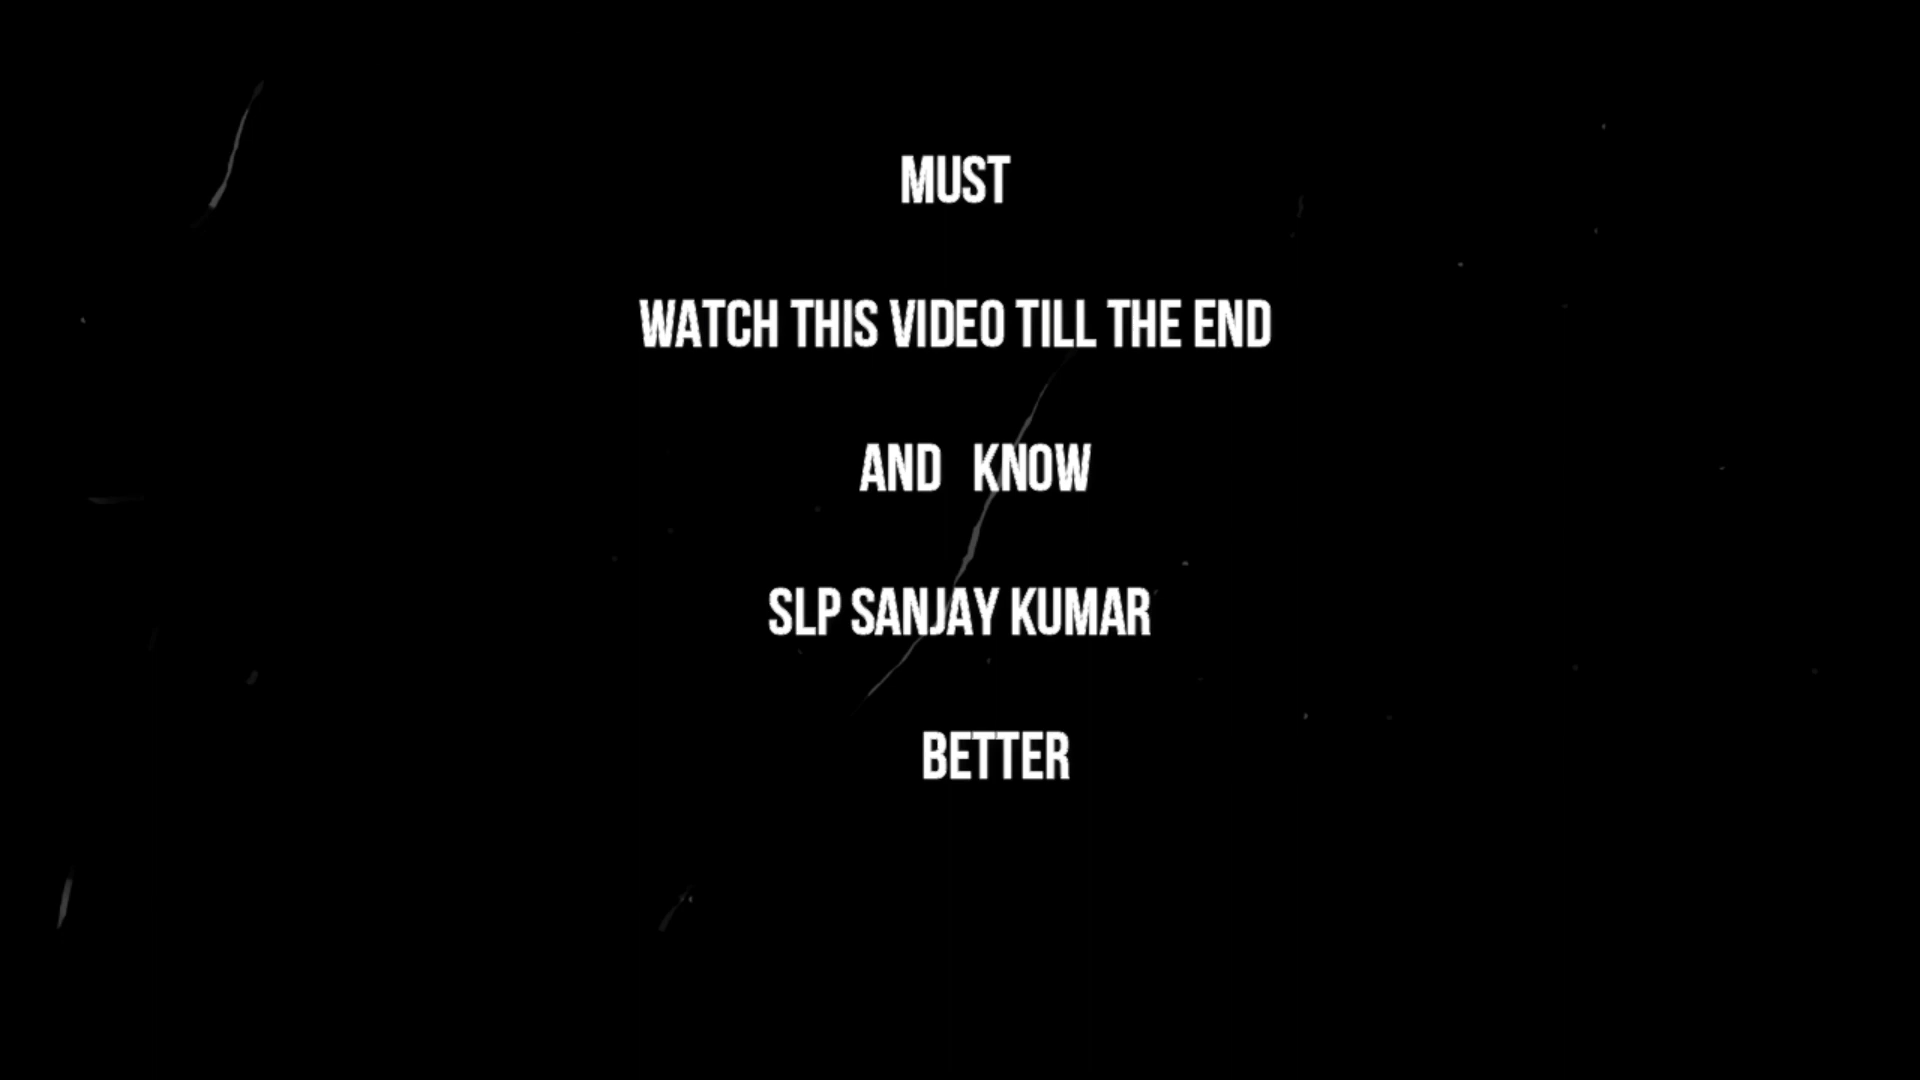 MUST
WATCH THIS VIDEO TILL THE END
AND KNOW
SLP SANJAY KUMAR
BETTER